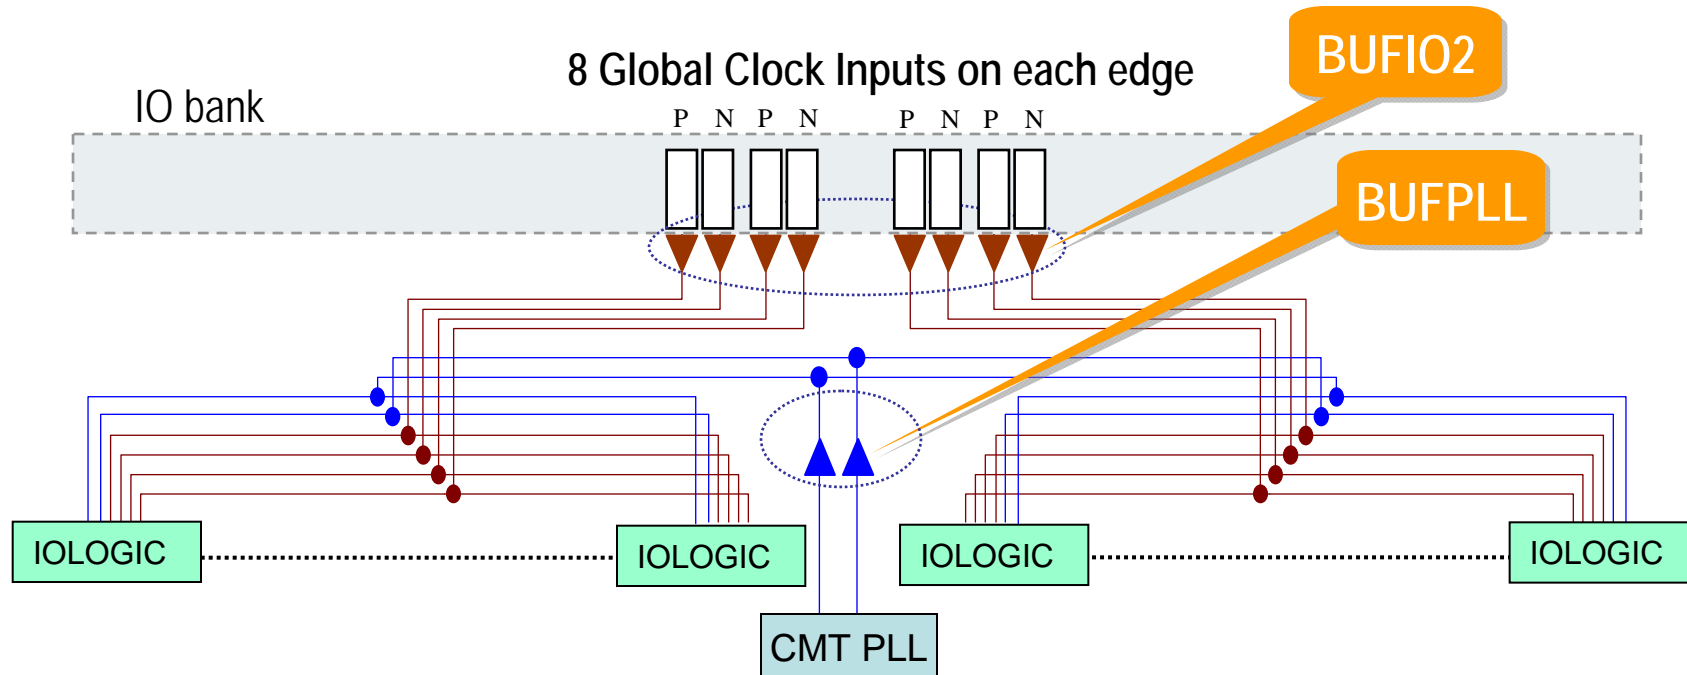 BUFIO2
8 Global Clock Inputs on each edge
IO bank
P N P N P N P N
BUFPLL
IOLOGIC IOLOGIC IOLOGIC IOLOGIC
CMT PLL